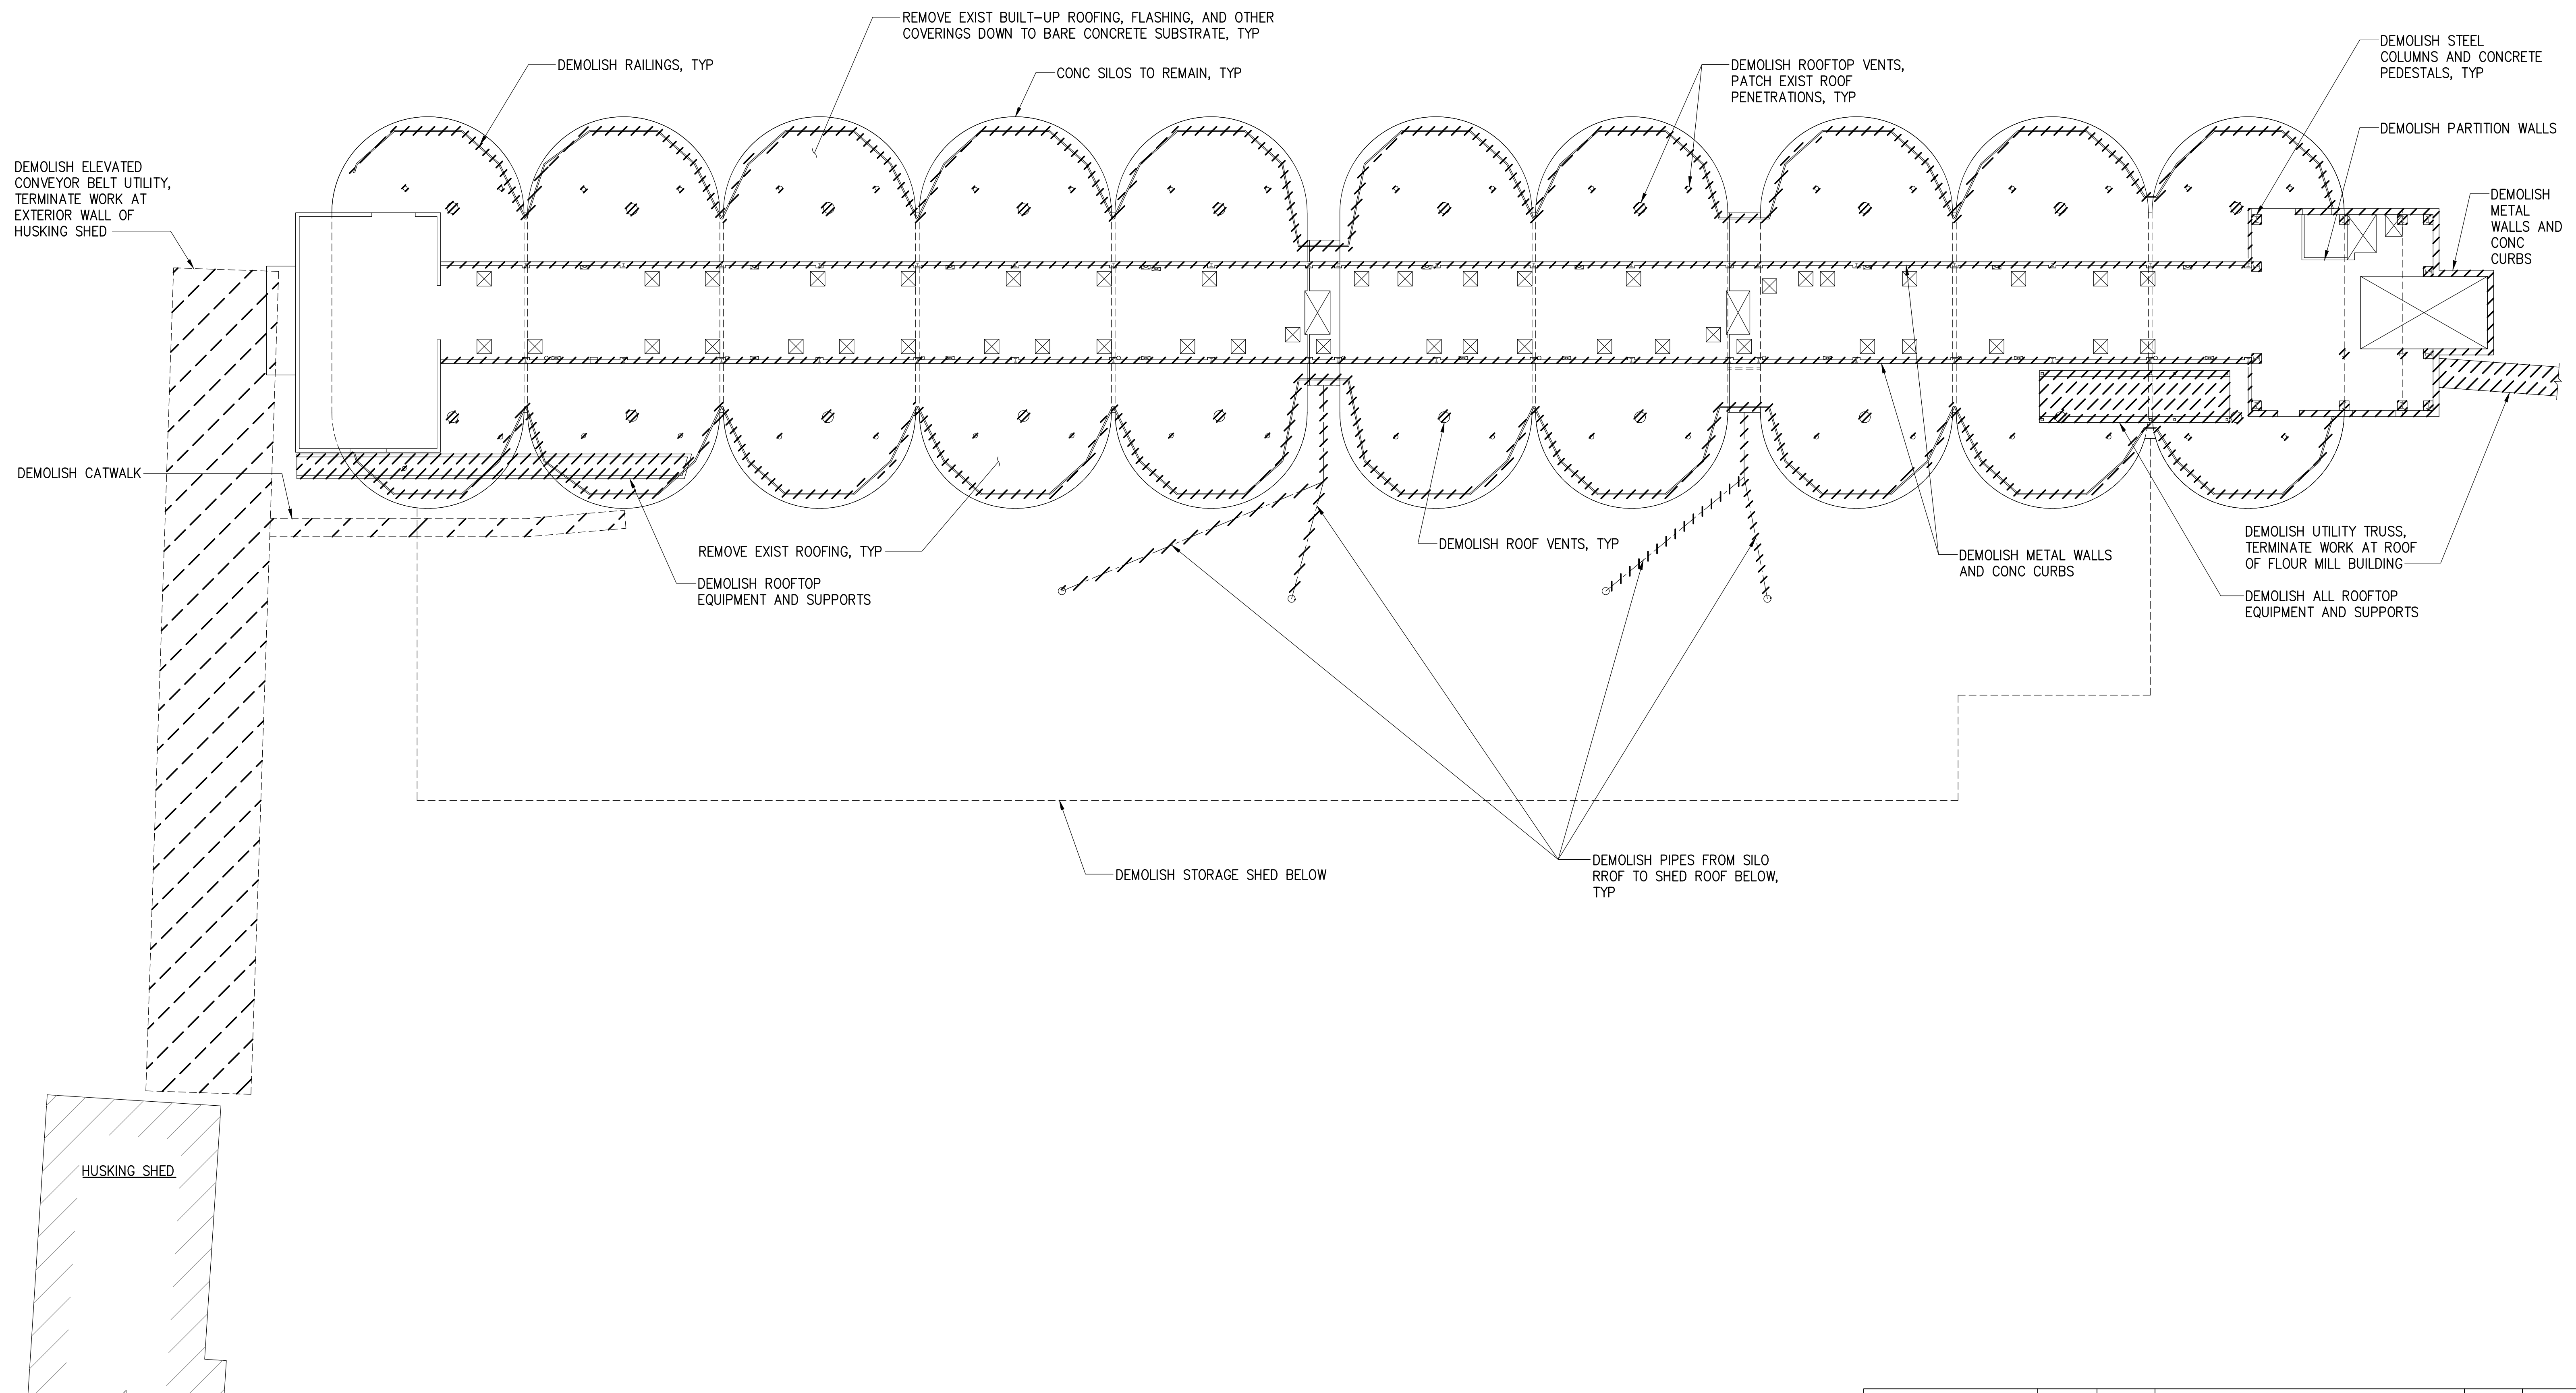 REMOVE EXIST BUILT-UP ROOFING, FLASHING, AND OTHER
COVERINGS DOWN TO BARE CONCRETE SUBSTRATE, TYP
DEMOLISH RAILINGS, TYP
CONC SILOS TO REMAIN, TYP
DEMOLISH ROOFTOP VENTS,
PATCH EXIST ROOF
PENETRATIONS, TYP
DEMOLISH STEEL
COLUMNS AND CONCRETE
PEDESTALS, TYP
DEMOLISH PARTITION WALLS
DEMOLISH ELEVATED
CONVEYOR BELT UTILITY,
TERMINATE WORK AT
EXTERIOR WALL OF
HUSKING SHED
DEMOLISH
METAL
WALLS AND
CONC
CURBS
DEMOLISH CATWALK
REMOVE EXIST ROOFING, TYP
DEMOLISH ROOFTOP
EQUIPMENT AND SUPPORTS
DEMOLISH ROOF VENTS, TYP
DEMOLISH METAL WALLS
AND CONC CURBS
DEMOLISH UTILITY TRUSS,
TERMINATE WORK AT ROOF
OF FLOUR MILL BUILDING
DEMOLISH ALL ROOFTOP
EQUIPMENT AND SUPPORTS
DEMOLISH STORAGE SHED BELOW
DEMOLISH PIPES FROM SILO
RROF TO SHED ROOF BELOW,
TYP
HUSKING SHED